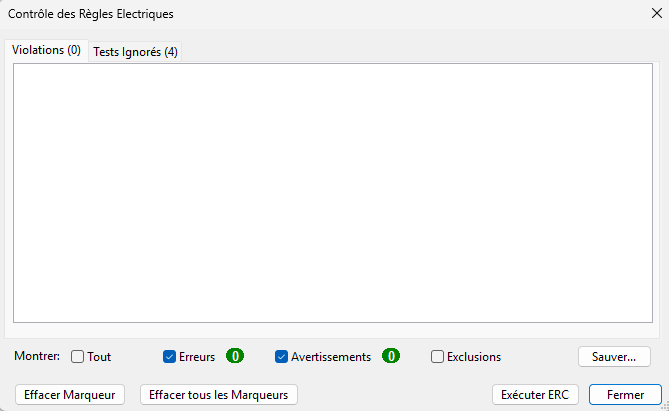 Contrôle des Règles Electriques
Violations (0) Tests Ignorés (4)
Montrer: Tout Erreurs 0 Avertissements 0 Exclusions Sauver...
Effacer Marqueur Effacer tous les Marqueurs Exécuter ERC Fermer